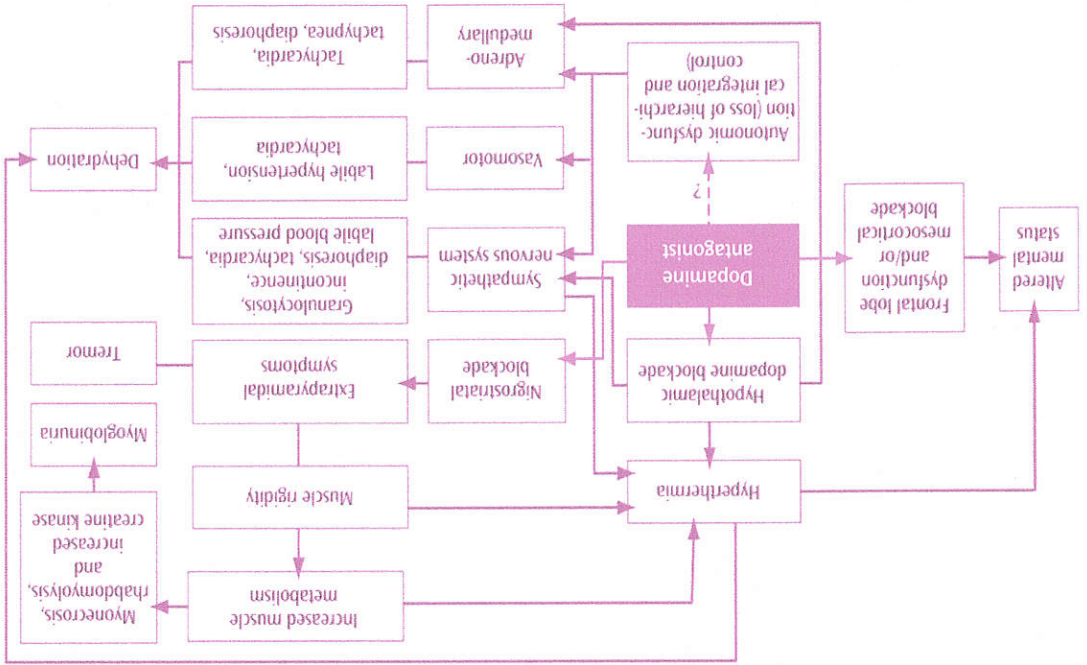 Increased muscle
metabolism
Myonecrosis,
rhabdomyolysis,
and
increased
creatine kinase
Hyperthermia
Muscle rigidity
Myoglobinuria
Hypothalamic
dopamine blockade
Nigrostriatal
blockade
Extrapyramidal
symptoms
Tremor
Altered
mental
status
Frontal lobe
dysfunction
and/or
mesocortical
blockade
Dopamine
antagonist
Sympathetic
nervous system
Granulocytosis,
incontinence,
diaphoresis, tachycardia,
labile blood pressure
?
Vasomotor
Labile hypertension,
tachycardia
Dehydration
Autonomic dysfunc-
tion (loss of hierarchi-
cal integration and
control)
Adreno-
medullary
Tachycardia,
tachypnea, diaphoresis